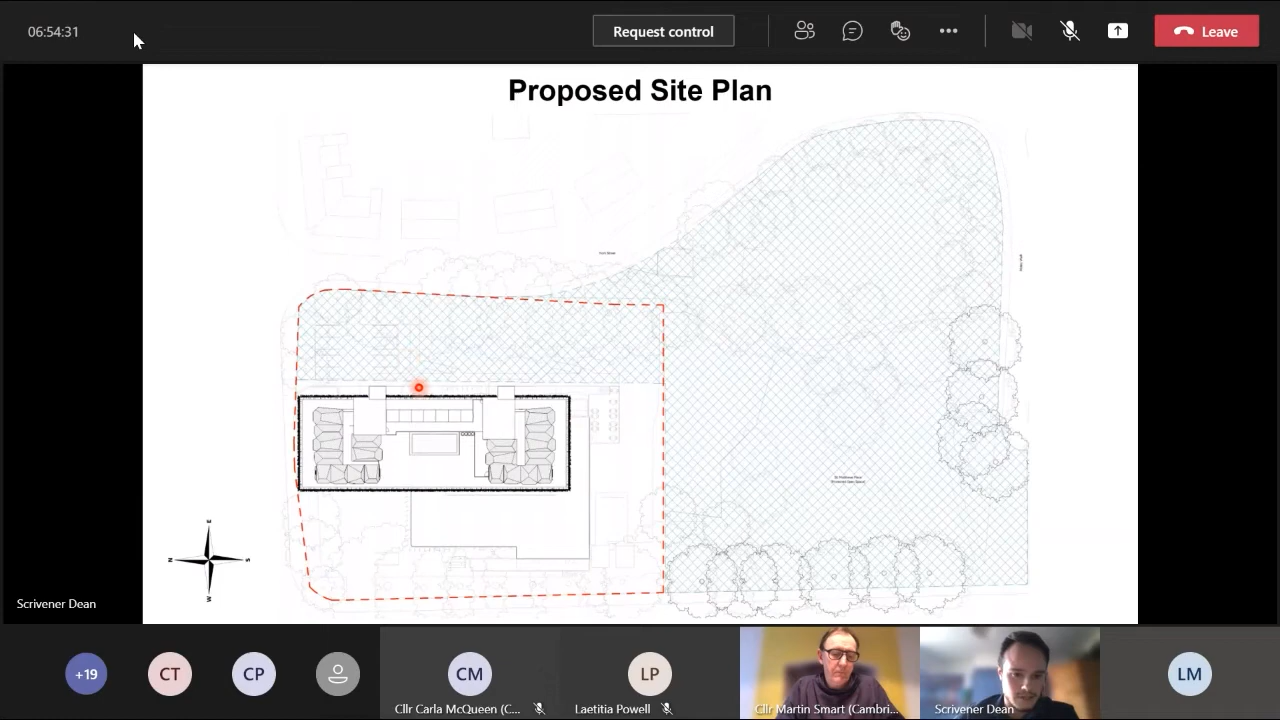 06:54:31
Request control
Leave
Proposed Site Plan
E
N
S
W
Scrivener Dean
+19
CT
CP
CM
LP
LM
Cllr Carla McQueen (C...
Laetitia Powell
Cllr Martin Smart (Cambri...
Scrivener Dean